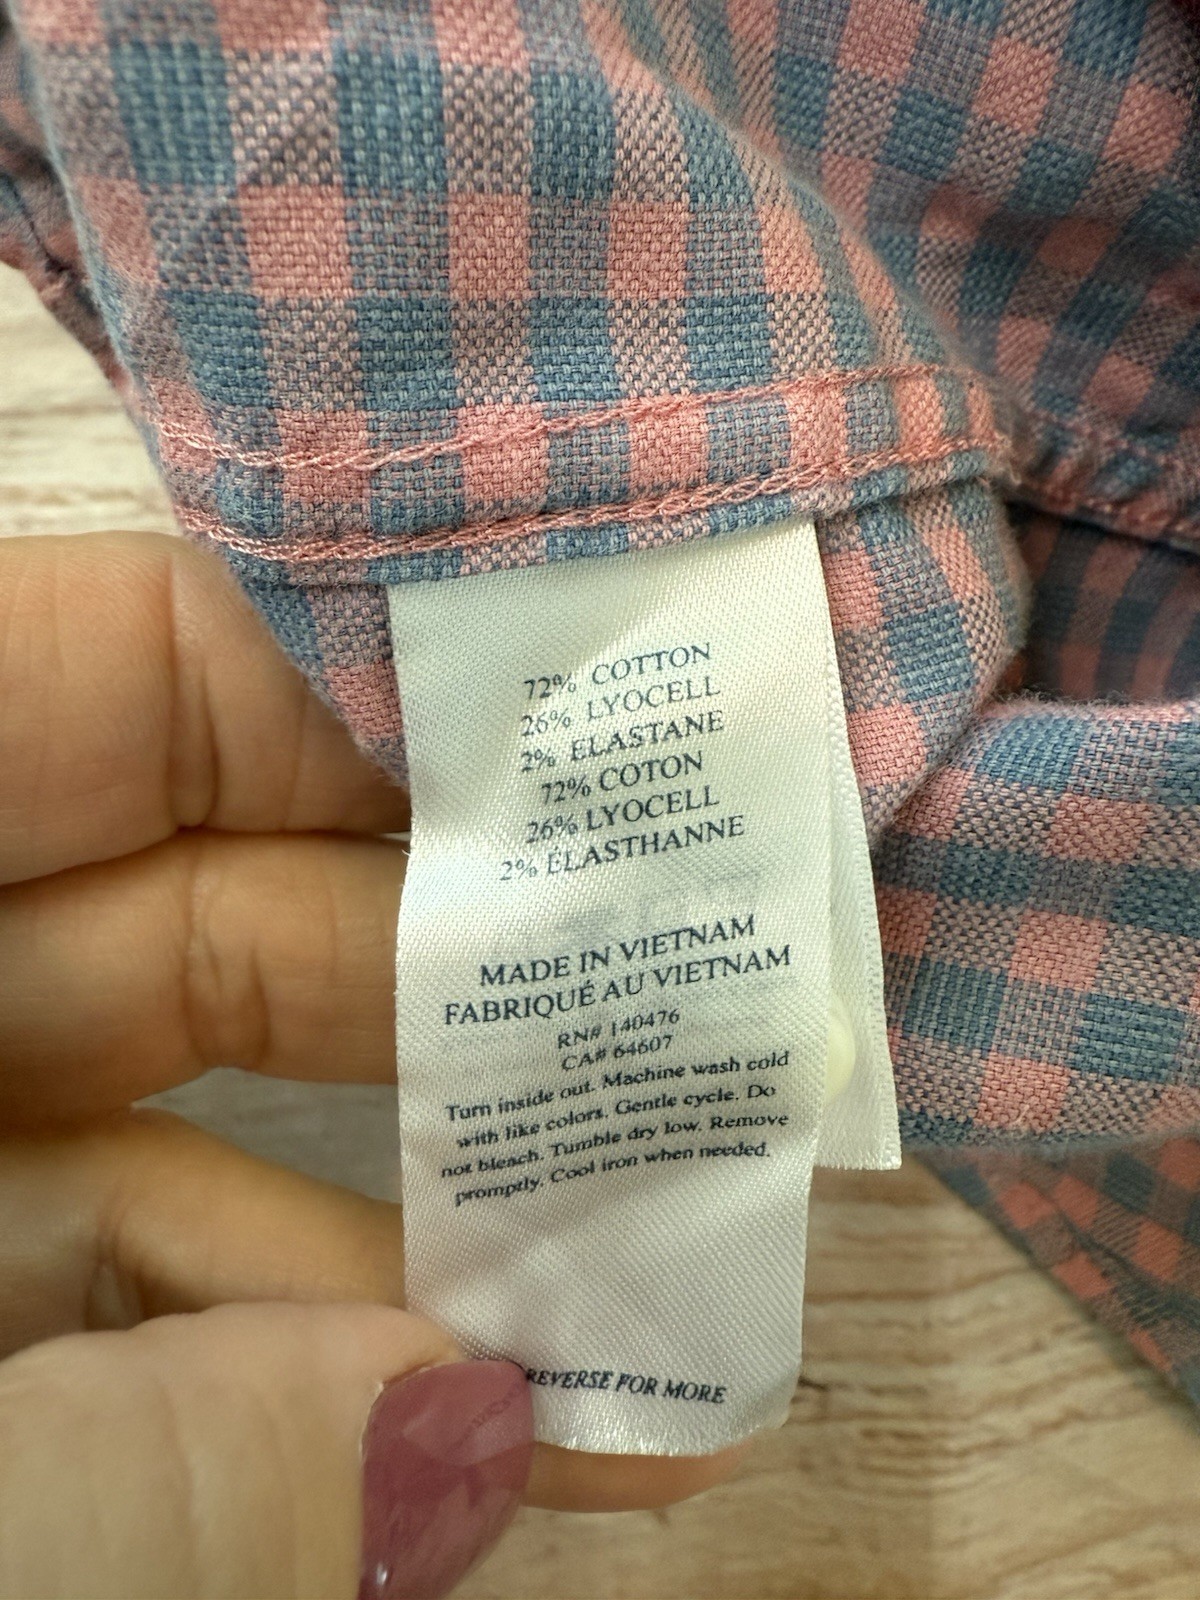 72% COTTON
26% LYOCELL
2% ELASTANE
72% COTON
26% LYOCELL
2% ÉLASTHANNE
MADE IN VIETNAM
FABRIQUÉ AU VIETNAM
RN# 140476
CA# 64607
Turn inside out. Machine wash cold
with like colors. Gentle cycle. Do
not bleach. Tumble dry low. Remove
promptly. Cool iron when needed.
REVERSE FOR MORE